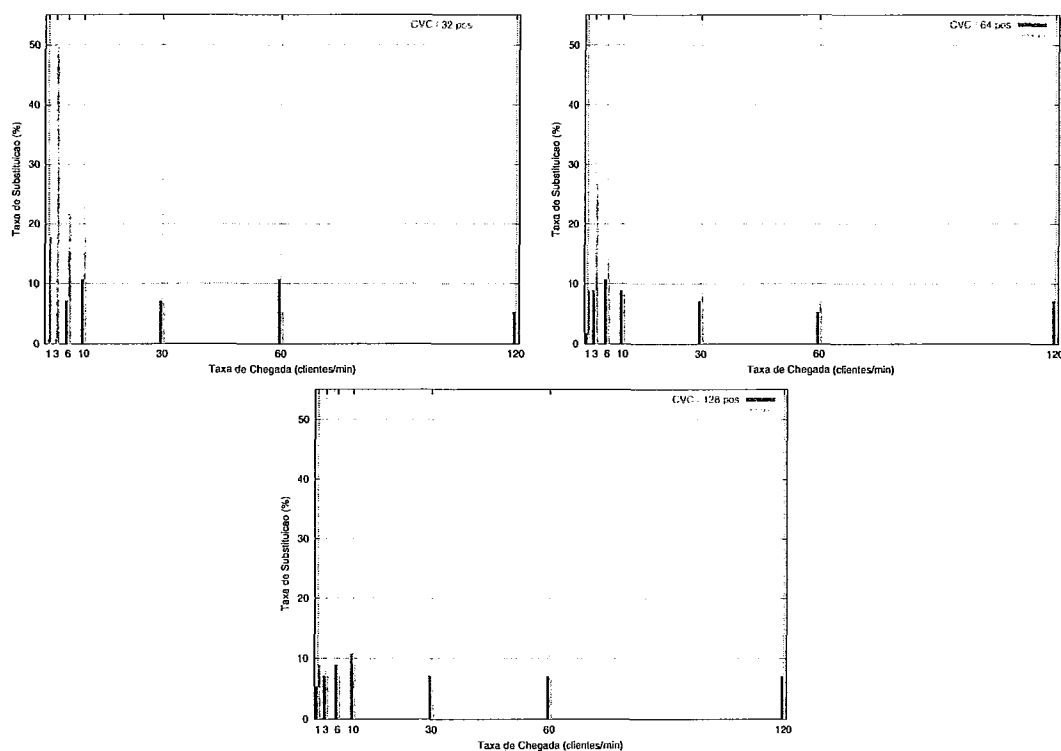 CVC / 32 pos
Taxa de Substituicao (%)
50
40
30
20
10
0
1 3 6 10 30 60 120
Taxa de Chegada (clientes/min)
CVC / 64 pos
Taxa de Substituicao (%)
50
40
30
20
10
0
1 3 6 10 30 60 120
Taxa de Chegada (clientes/min)
CVC - 128 pos
Taxa de Substituicao (%)
50
40
30
20
10
0
1 3 6 10 30 60 120
Taxa de Chegada (clientes/min)